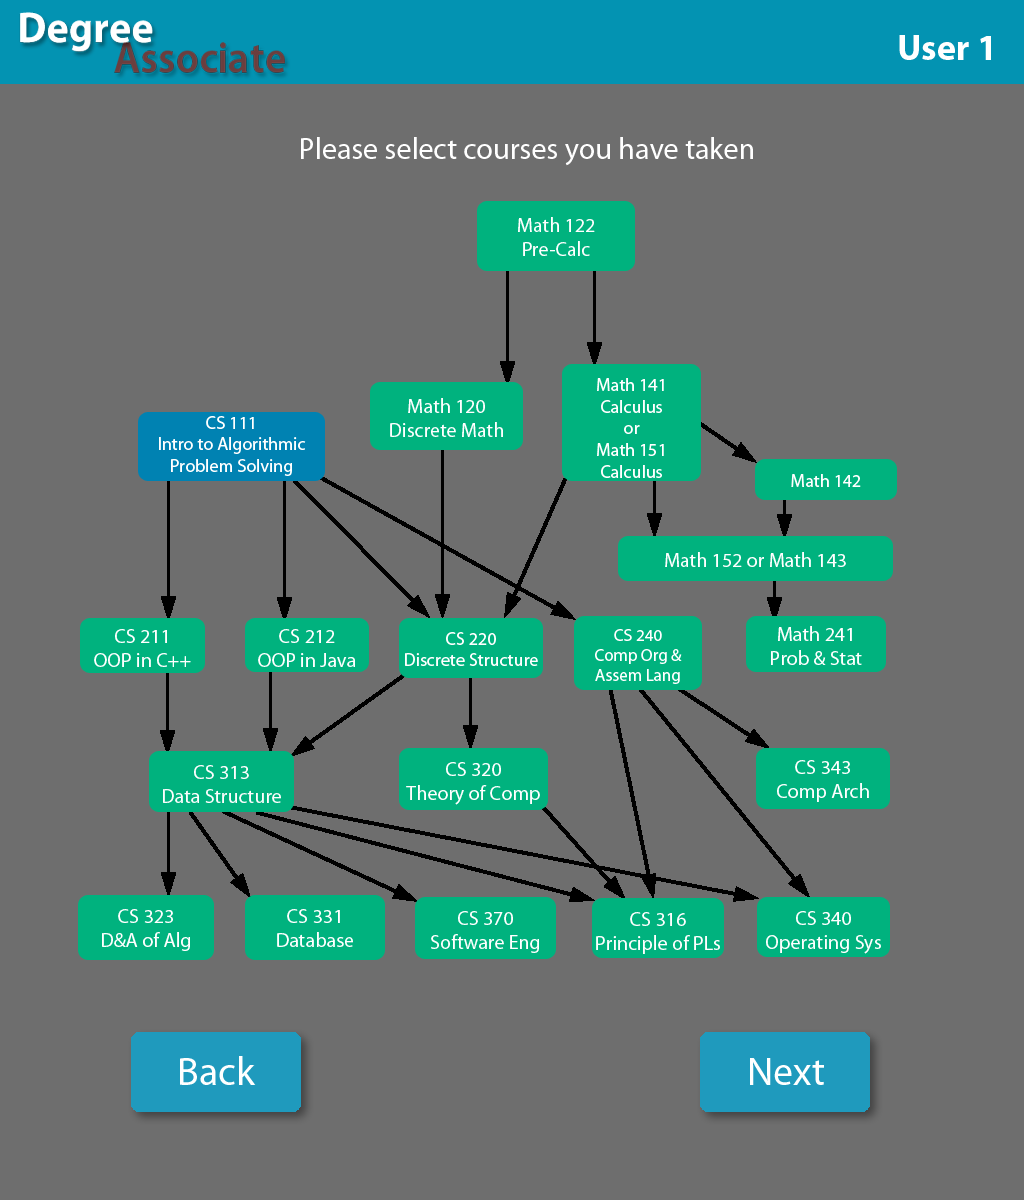 Degree
Associate
User 1
Please select courses you have taken
Math 122
Pre-Calc
Math 120
Discrete Math
Math 141
Calculus
or
Math 151
Calculus
CS 111
Intro to Algorithmic
Problem Solving
Math 142
Math 152 or Math 143
CS 211
OOP in C++
CS 212
OOP in Java
CS 220
Discrete Structure
CS 240
Comp Org &
Assem Lang
Math 241
Prob & Stat
CS 313
Data Structure
CS 320
Theory of Comp
CS 343
Comp Arch
CS 323
D&A of Alg
CS 331
Database
CS 370
Software Eng
CS 316
Principle of PLs
CS 340
Operating Sys
Back
Next